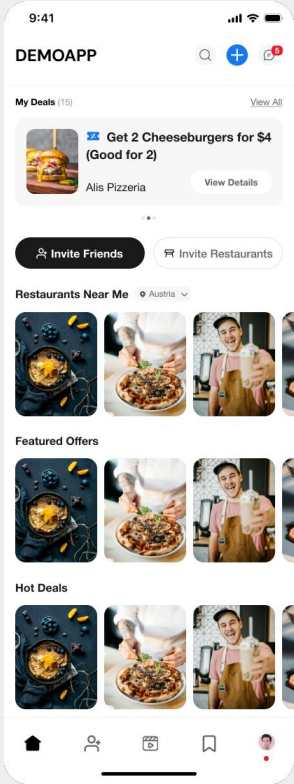 9:41
DEMOAPP
5
My Deals (15)
View All
Get 2 Cheeseburgers for $4
(Good for 2)
Alis Pizzeria
View Details
Invite Friends
Invite Restaurants
Restaurants Near Me
Austria
Featured Offers
Hot Deals